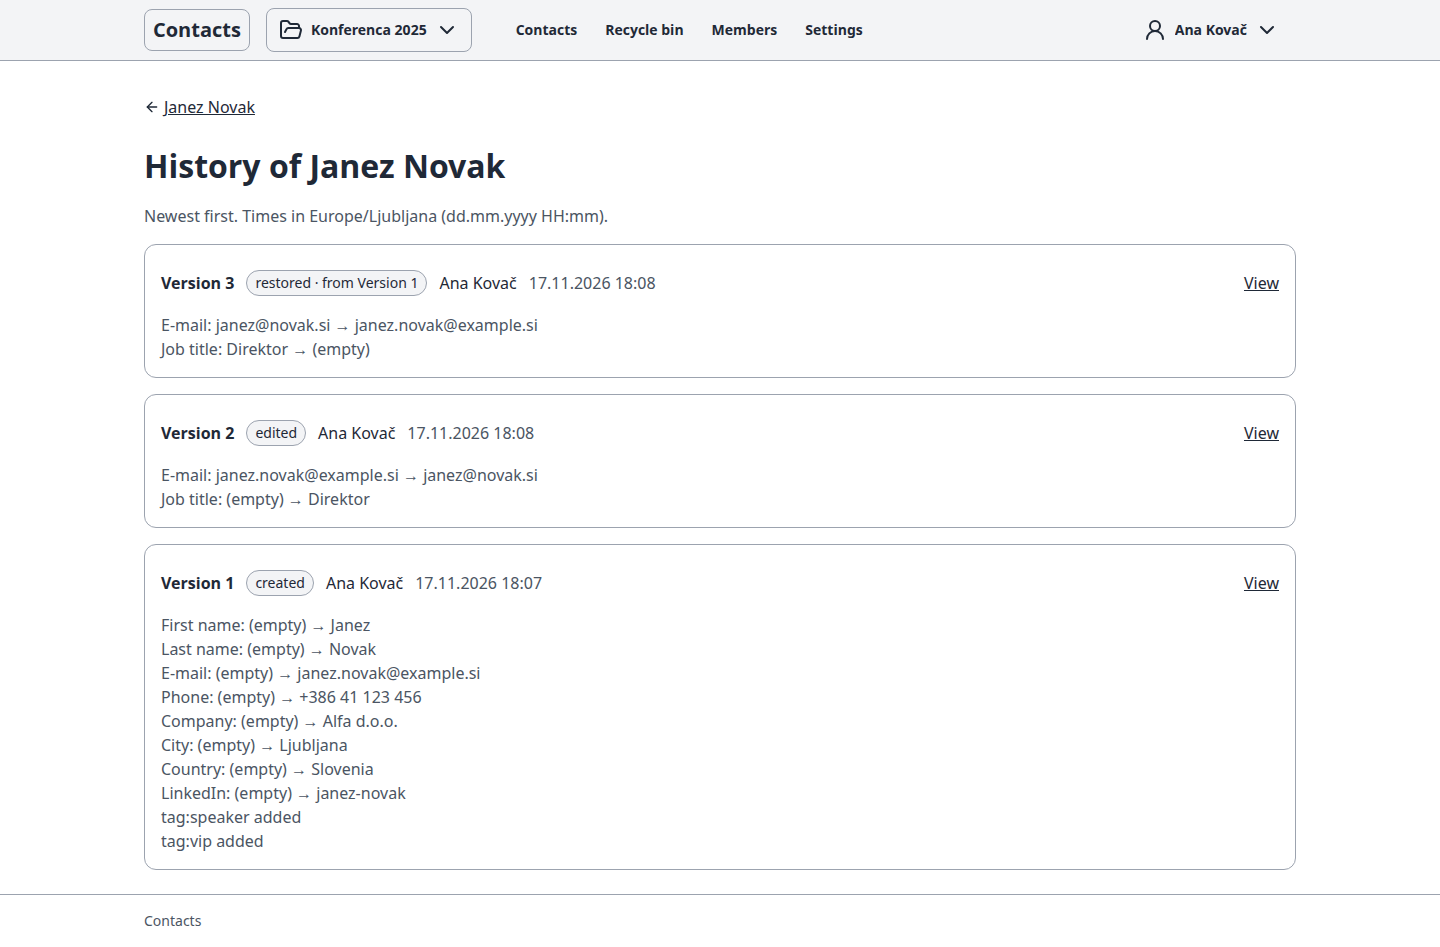 Contacts
Konferenca 2025
Contacts
Recycle bin
Members
Settings
Ana Kovač
← Janez Novak
History of Janez Novak
Newest first. Times in Europe/Ljubljana (dd.mm.yyyy HH:mm).
Version 3 restored · from Version 1 Ana Kovač 17.11.2026 18:08 View
E-mail: janez@novak.si → janez.novak@example.si
Job title: Direktor → (empty)
Version 2 edited Ana Kovač 17.11.2026 18:08 View
E-mail: janez.novak@example.si → janez@novak.si
Job title: (empty) → Direktor
Version 1 created Ana Kovač 17.11.2026 18:07 View
First name: (empty) → Janez
Last name: (empty) → Novak
E-mail: (empty) → janez.novak@example.si
Phone: (empty) → +386 41 123 456
Company: (empty) → Alfa d.o.o.
City: (empty) → Ljubljana
Country: (empty) → Slovenia
LinkedIn: (empty) → janez-novak
tag:speaker added
tag:vip added
Contacts